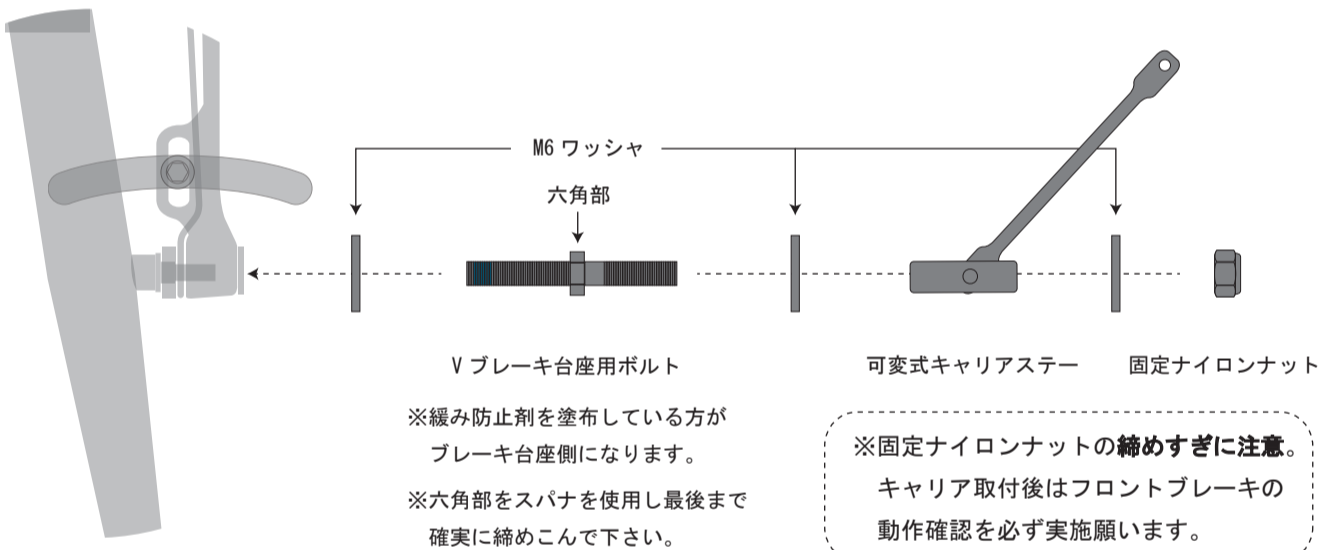 M6 ワッシャ
六角部
V ブレーキ台座用ボルト
可変式キャリアステー
固定ナイロンナット
※緩み防止剤を塗布している方が
ブレーキ台座側になります。
※六角部をスパナを使用し最後まで
確実に締めこんで下さい。
※固定ナイロンナットの締めすぎに注意。
キャリア取付後はフロントブレーキの
動作確認を必ず実施願います。